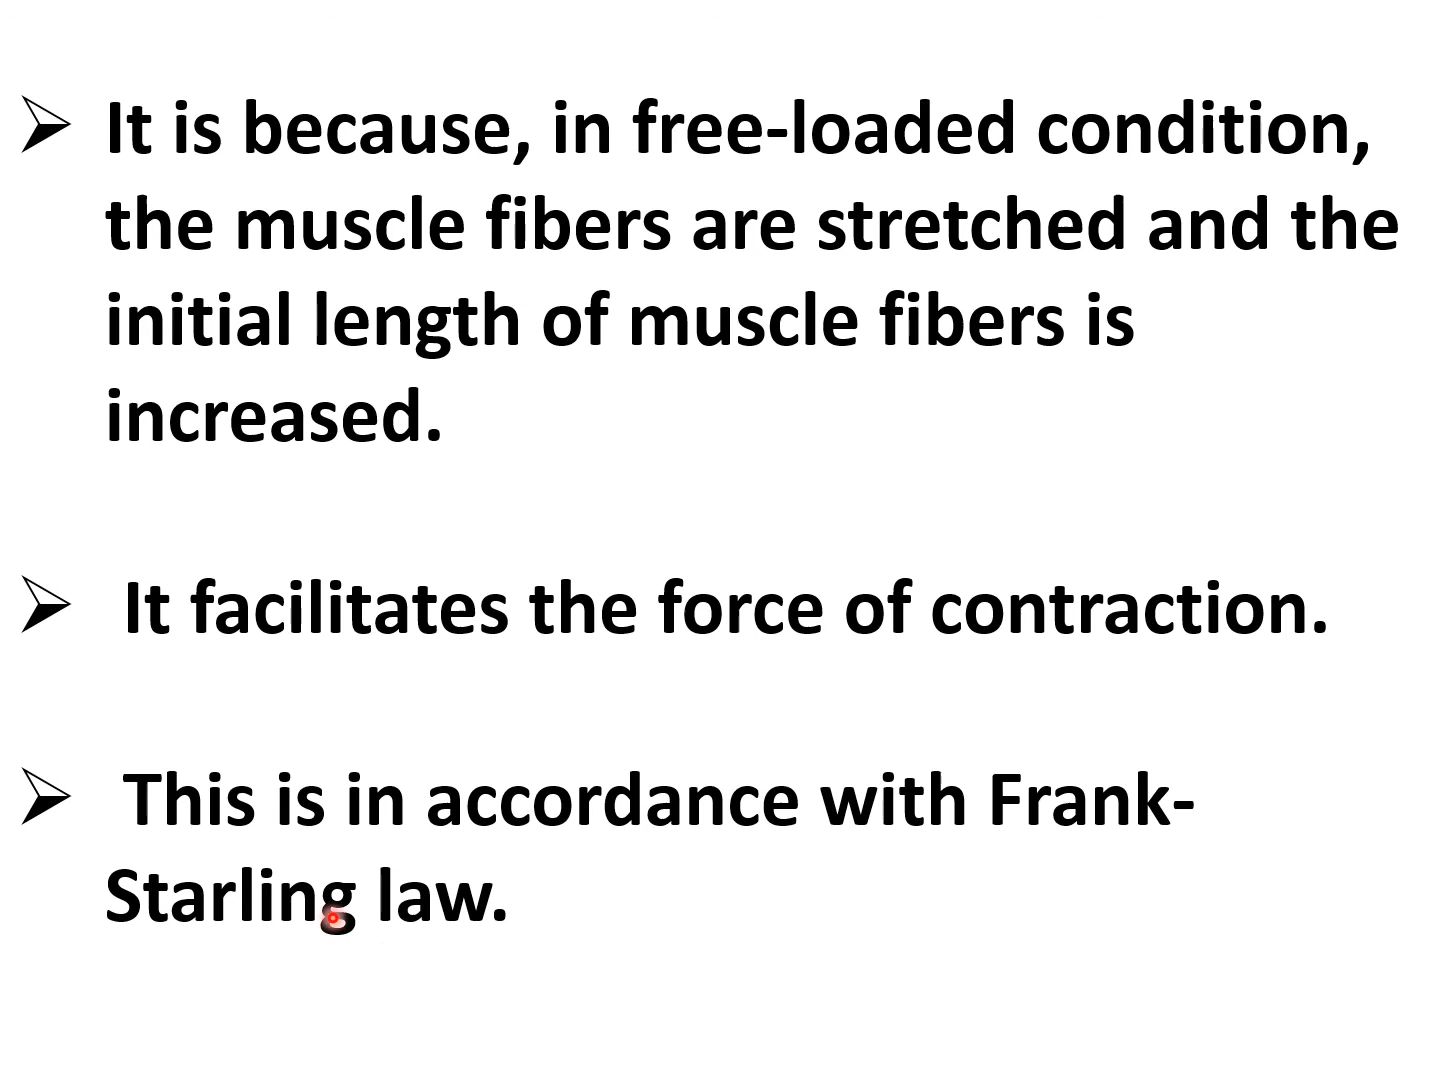 ➢ It is because, in free-loaded condition,
the muscle fibers are stretched and the
initial length of muscle fibers is
increased.
➢ It facilitates the force of contraction.
➢ This is in accordance with Frank-
Starling law.